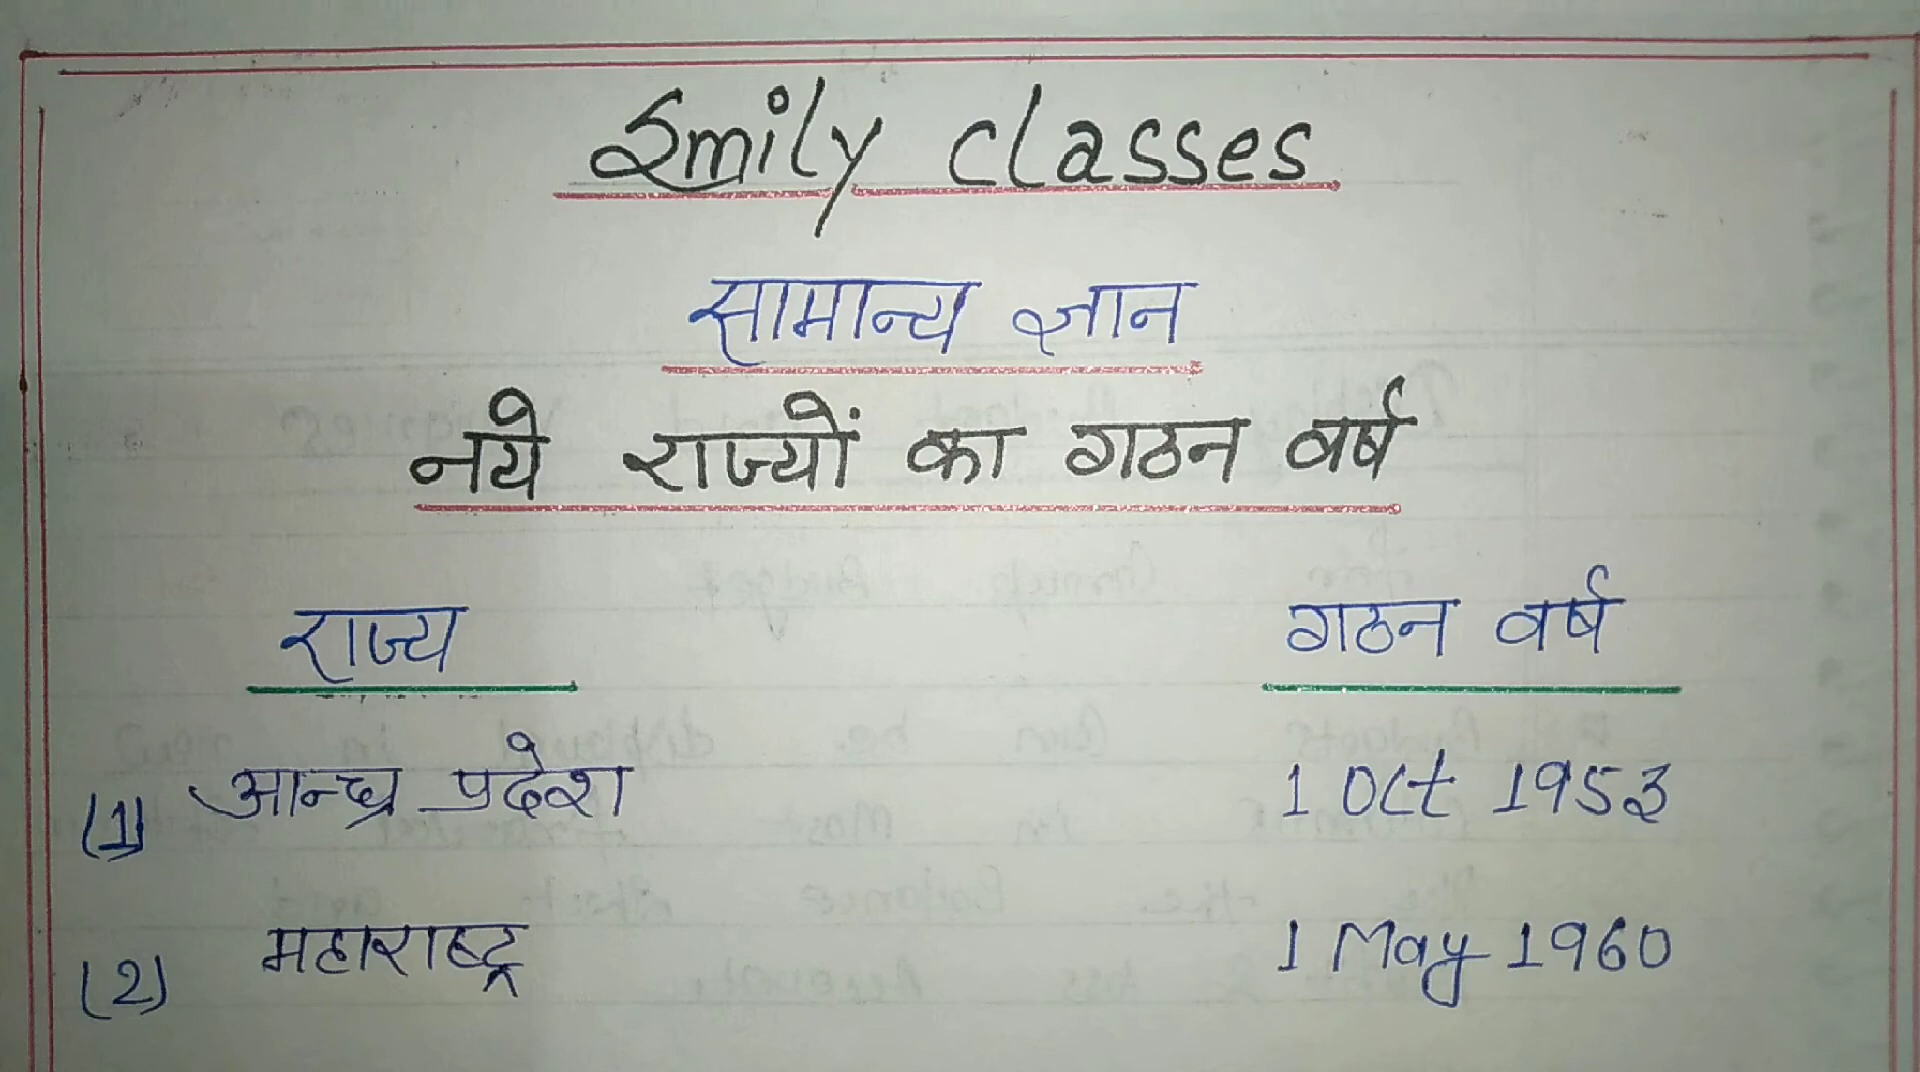 Smily classes
सामान्य ज्ञान
नये राज्यों का गठन वर्ष
राज्य गठन वर्ष
(1) आन्ध्र प्रदेश 1 Oct 1953
(2) महाराष्ट्र 1 May 1960